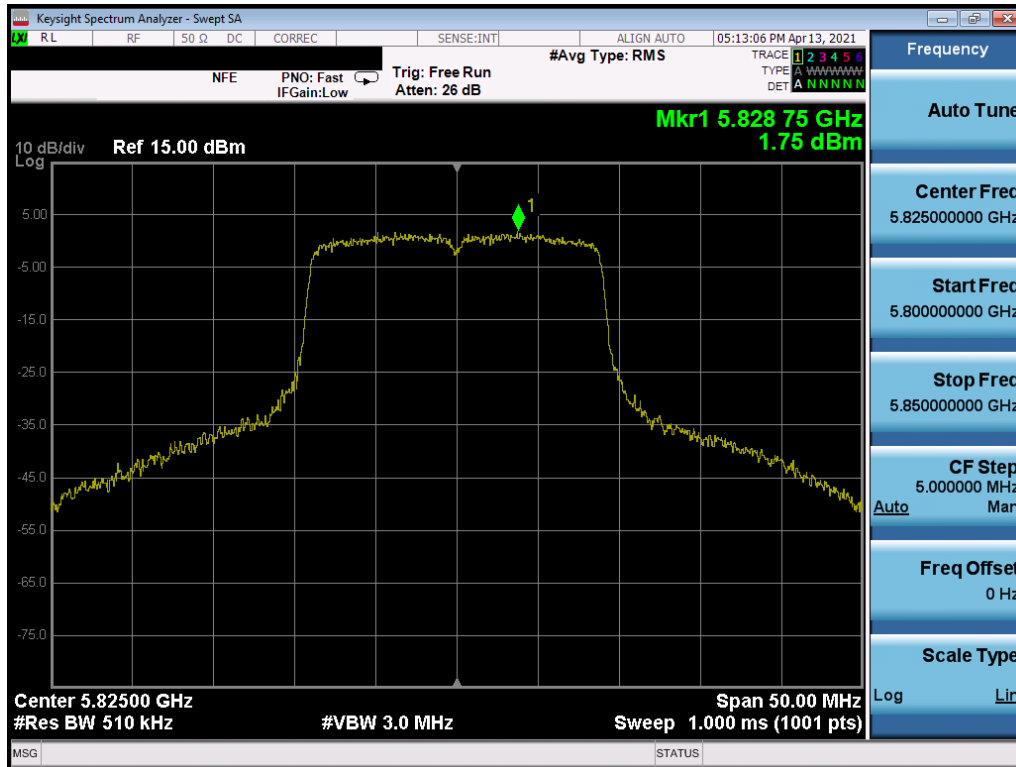 Keysight Spectrum Analyzer - Swept SA
LXI RL RF 50 Ω DC CORREC SENSE:INT ALIGN AUTO 05:13:06 PM Apr 13, 2021
NFE PNO: Fast IFGain:Low Trig: Free Run Atten: 26 dB #Avg Type: RMS
TRACE 1 2 3 4 5 6
TYPE A WWWWW
DET A N N N N N
Mkr1 5.828 75 GHz
1.75 dBm
10 dB/div Ref 15.00 dBm
Log
1
5.00
-5.00
-15.0
-25.0
-35.0
-45.0
-55.0
-65.0
-75.0
Center 5.82500 GHz Span 50.00 MHz
#Res BW 510 kHz #VBW 3.0 MHz Sweep 1.000 ms (1001 pts)
MSG STATUS
Frequency
Auto Tune
Center Freq
5.825000000 GHz
Start Freq
5.800000000 GHz
Stop Freq
5.850000000 GHz
CF Step
5.000000 MHz
Auto Man
Freq Offset
0 Hz
Scale Type
Log Lin